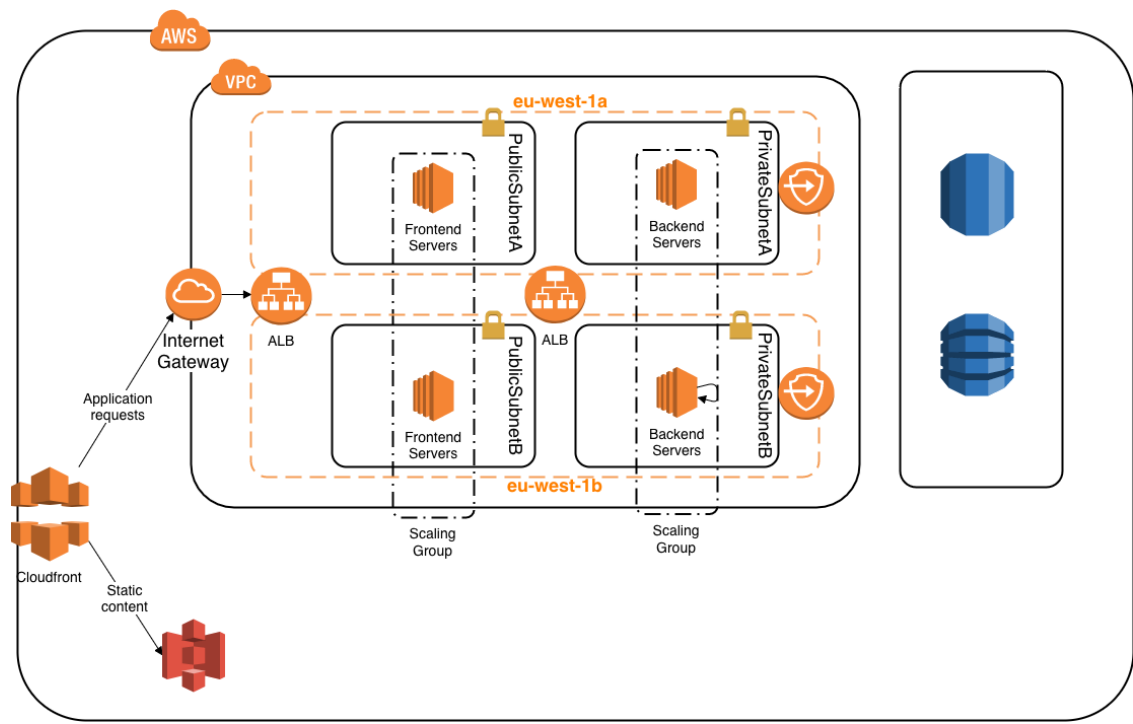 AWS
VPC
eu-west-1a
PublicSubnetA
PrivateSubnetA
Frontend
Servers
Backend
Servers
Internet
Gateway
ALB
ALB
PublicSubnetB
PrivateSubnetB
Frontend
Servers
Backend
Servers
eu-west-1b
Application
requests
Scaling
Group
Scaling
Group
Cloudfront
Static
content